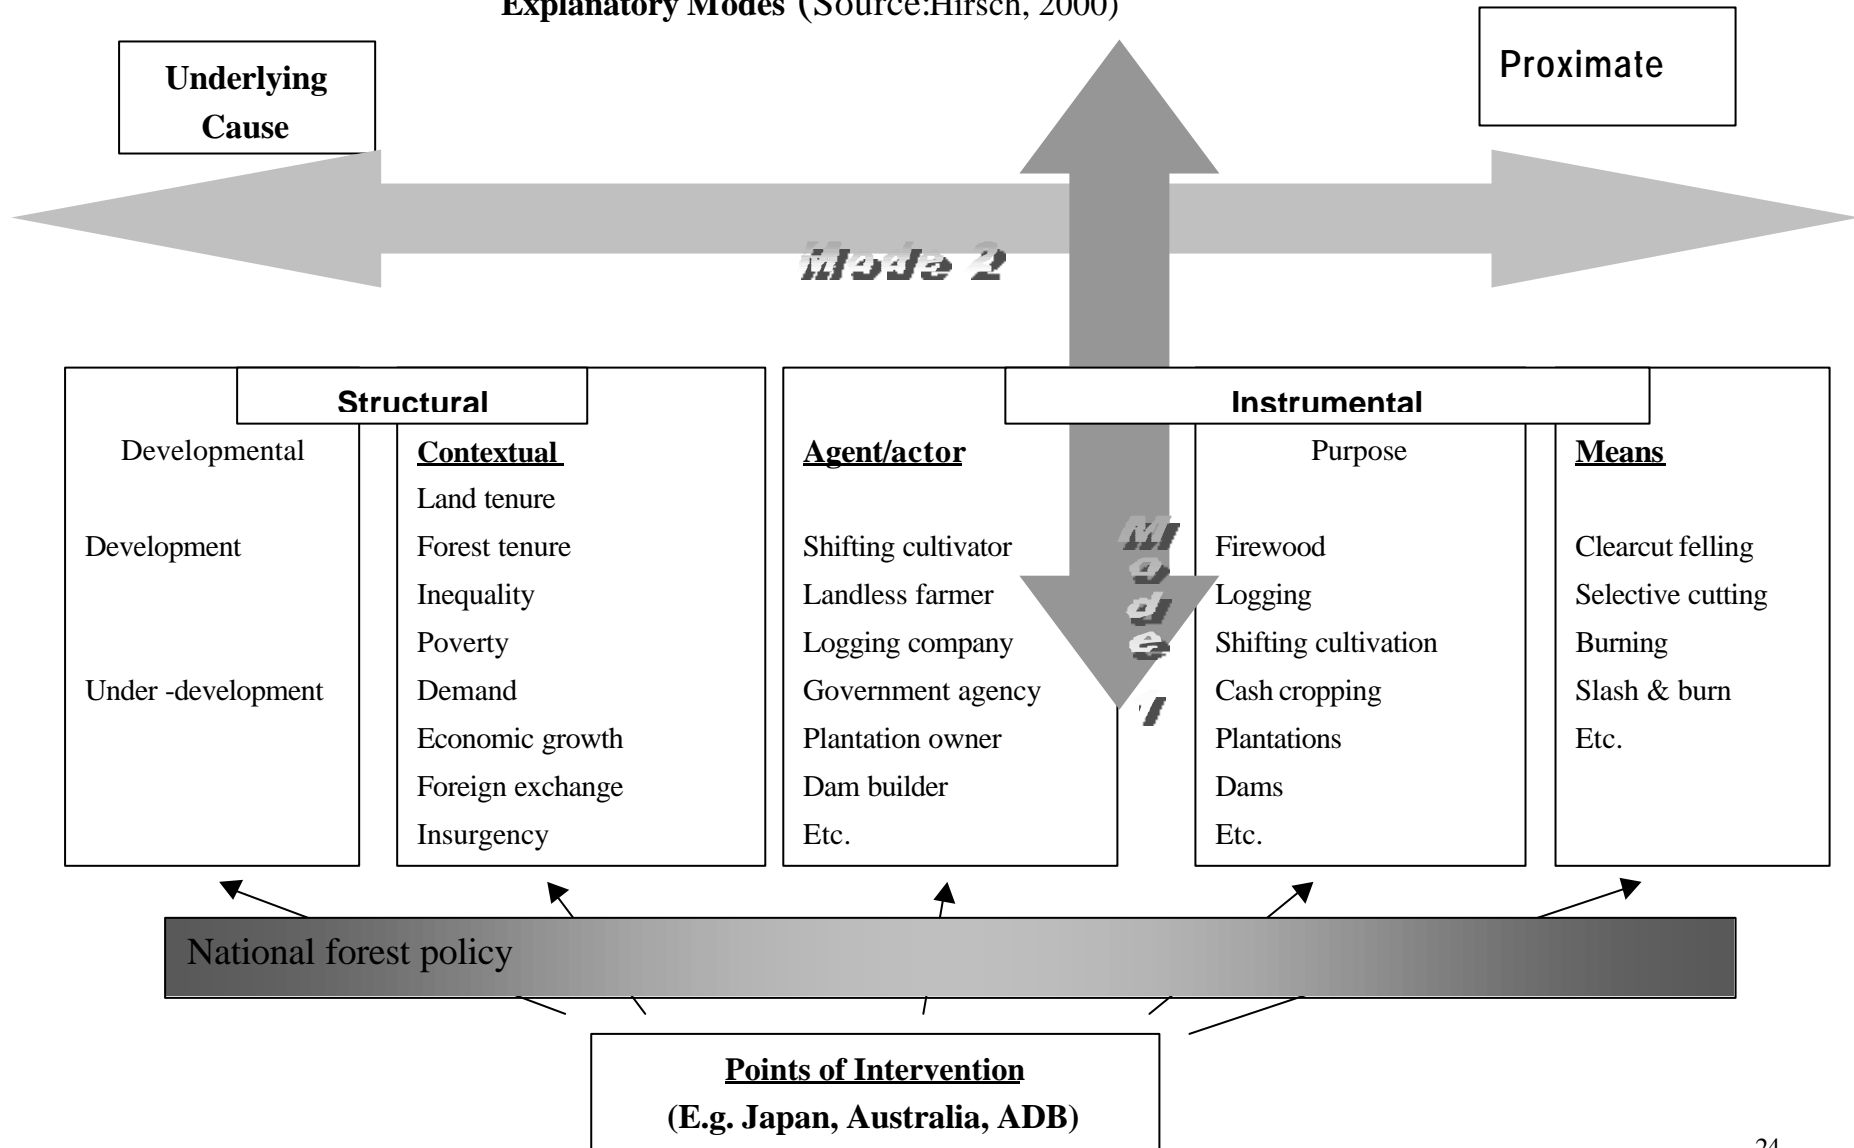 Explanatory Modes (Source:Hirsch, 2000)
Underlying
Cause
Proximate
Mode 2
Structural
Instrumental
Developmental
Development
Under -development
Contextual
Land tenure
Forest tenure
Inequality
Poverty
Demand
Economic growth
Foreign exchange
Insurgency
Agent/actor
Shifting cultivator
Landless farmer
Logging company
Government agency
Plantation owner
Dam builder
Etc.
Mode 1
Purpose
Firewood
Logging
Shifting cultivation
Cash cropping
Plantations
Dams
Etc.
Means
Clearcut felling
Selective cutting
Burning
Slash & burn
Etc.
National forest policy
Points of Intervention
(E.g. Japan, Australia, ADB)
24